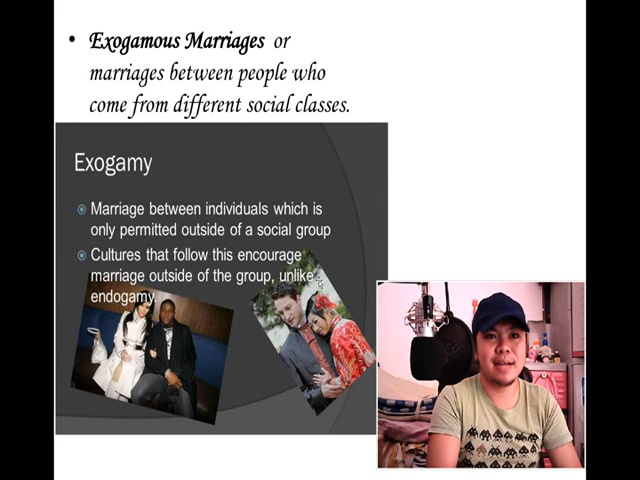 • Exogamous Marriages or
marriages between people who
come from different social classes.
Exogamy
Marriage between individuals which is
only permitted outside of a social group
Cultures that follow this encourage
marriage outside of the group, unlike
endogamy.